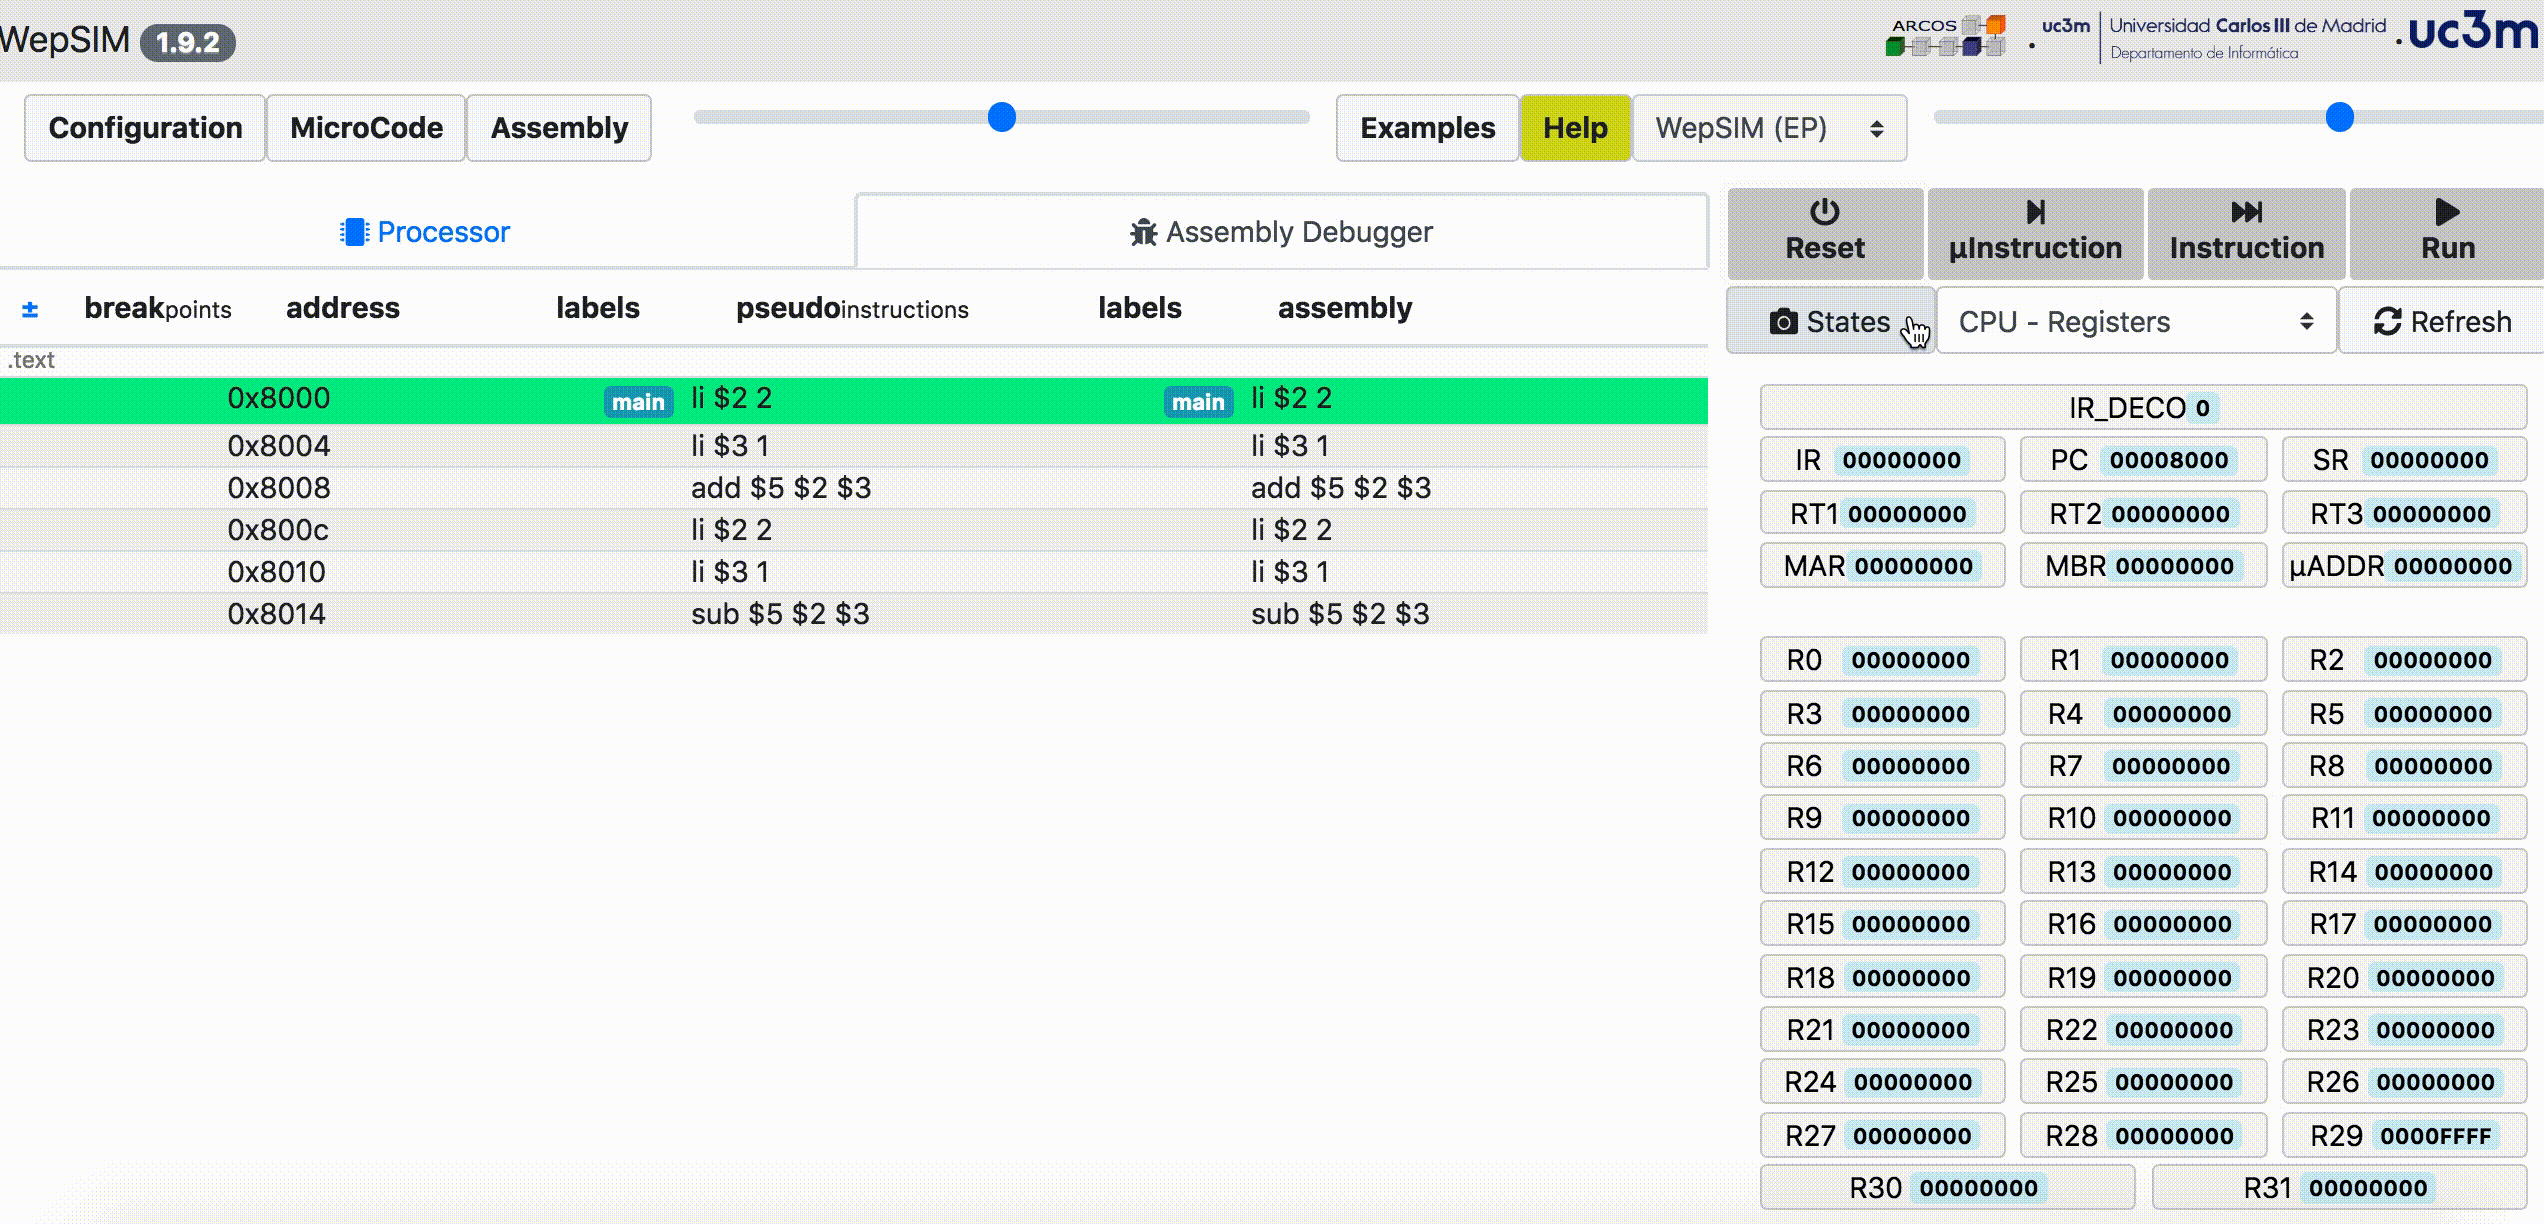 WepSIM 1.9.2
ARCOS
uc3m Universidad Carlos III de Madrid
Departamento de Informática
uc3m
Configuration MicroCode Assembly Examples Help WepSIM (EP)
Processor Assembly Debugger
Reset µInstruction Instruction Run
± breakpoints address labels pseudoinstructions labels assembly
States CPU - Registers Refresh
.text
0x8000 main li $2 2 main li $2 2
0x8004 li $3 1 li $3 1
0x8008 add $5 $2 $3 add $5 $2 $3
0x800c li $2 2 li $2 2
0x8010 li $3 1 li $3 1
0x8014 sub $5 $2 $3 sub $5 $2 $3
IR_DECO 0
IR 00000000 PC 00008000 SR 00000000
RT1 00000000 RT2 00000000 RT3 00000000
MAR 00000000 MBR 00000000 µADDR 00000000
R0 00000000 R1 00000000 R2 00000000
R3 00000000 R4 00000000 R5 00000000
R6 00000000 R7 00000000 R8 00000000
R9 00000000 R10 00000000 R11 00000000
R12 00000000 R13 00000000 R14 00000000
R15 00000000 R16 00000000 R17 00000000
R18 00000000 R19 00000000 R20 00000000
R21 00000000 R22 00000000 R23 00000000
R24 00000000 R25 00000000 R26 00000000
R27 00000000 R28 00000000 R29 0000FFFF
R30 00000000 R31 00000000